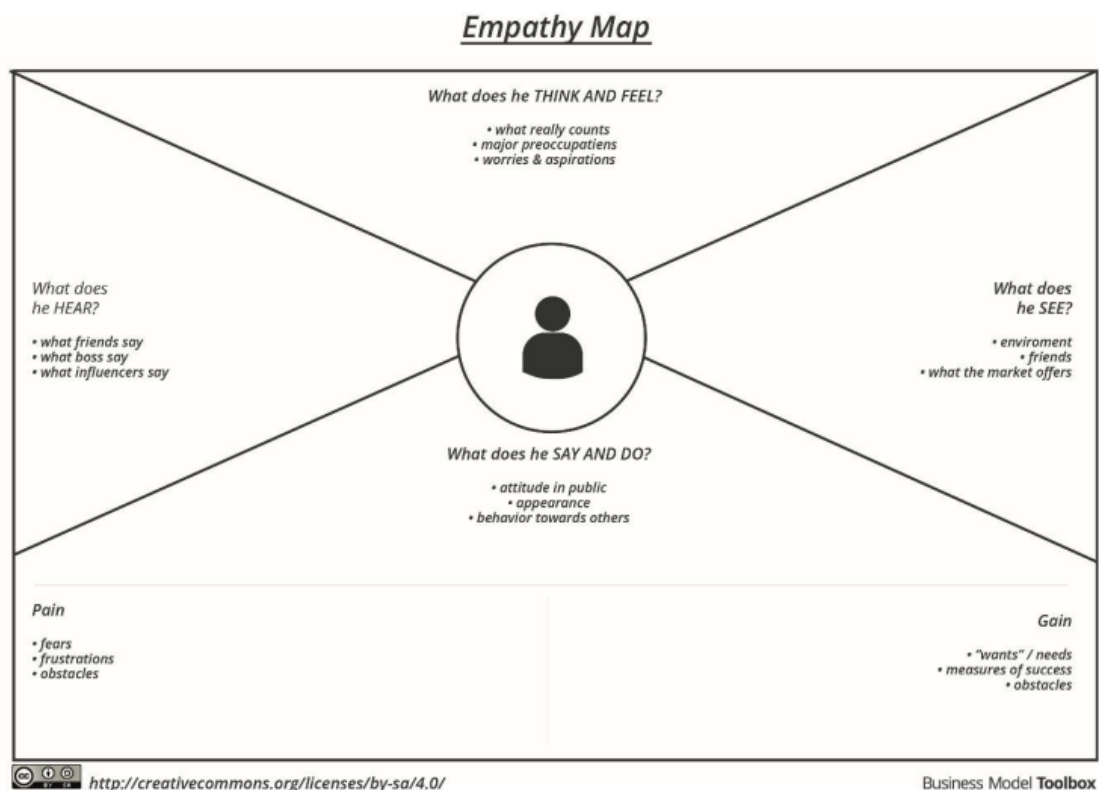 Empathy Map
What does he THINK AND FEEL?
• what really counts
• major preoccupatiens
• worries & aspirations
What does
he HEAR?
• what friends say
• what boss say
• what influencers say
What does
he SEE?
• enviroment
• friends
• what the market offers
What does he SAY AND DO?
• attitude in public
• appearance
• behavior towards others
Pain
• fears
• frustrations
• obstacles
Gain
• "wants" / needs
• measures of success
• obstacles
cc BY SA
http://creativecommons.org/licenses/by-sa/4.0/
Business Model Toolbox